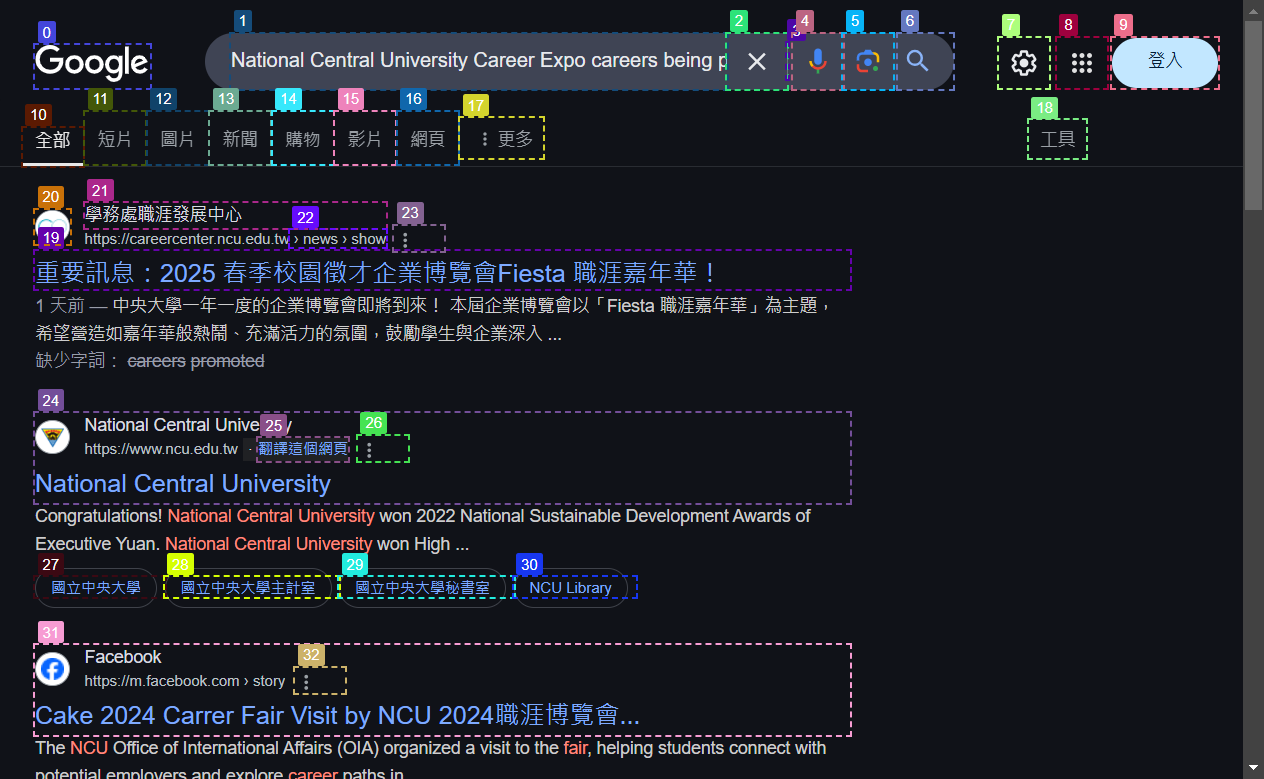 0
1
2
3
4
5
6
7
8
9
Google
National Central University Career Expo careers being p
登入
10
11
12
13
14
15
16
17
18
全部
短片
圖片
新聞
購物
影片
網頁
更多
工具
20
21
22
23
19
學務處職涯發展中心
https://careercenter.ncu.edu.tw › news › show
重要訊息：2025 春季校園徵才企業博覽會Fiesta 職涯嘉年華！
1 天前 — 中央大學一年一度的企業博覽會即將到來！ 本屆企業博覽會以「Fiesta 職涯嘉年華」為主題，
希望營造如嘉年華般熱鬧、充滿活力的氛圍，鼓勵學生與企業深入 ...
缺少字詞： careers promoted
24
25
26
National Central University
https://www.ncu.edu.tw · 翻譯這個網頁
National Central University
Congratulations! National Central University won 2022 National Sustainable Development Awards of
Executive Yuan. National Central University won High ...
27
28
29
30
國立中央大學
國立中央大學主計室
國立中央大學秘書室
NCU Library
31
32
Facebook
https://m.facebook.com › story
Cake 2024 Carrer Fair Visit by NCU 2024職涯博覽會...
The NCU Office of International Affairs (OIA) organized a visit to the fair, helping students connect with
potential employers and explore career paths in